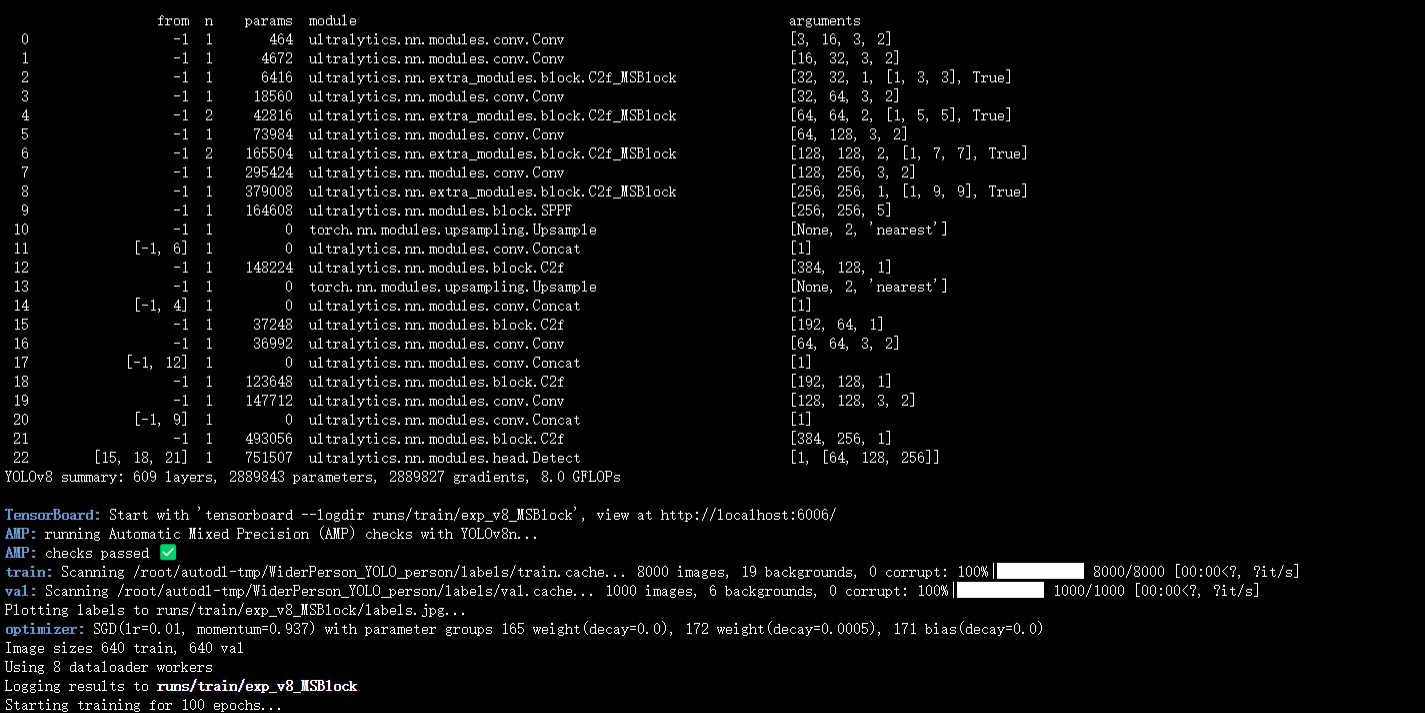 from n params module arguments
0 -1 1 464 ultralytics.nn.modules.conv.Conv [3, 16, 3, 2]
1 -1 1 4672 ultralytics.nn.modules.conv.Conv [16, 32, 3, 2]
2 -1 1 6416 ultralytics.nn.extra_modules.block.C2f_MSBlock [32, 32, 1, [1, 3, 3], True]
3 -1 1 18560 ultralytics.nn.modules.conv.Conv [32, 64, 3, 2]
4 -1 2 42816 ultralytics.nn.extra_modules.block.C2f_MSBlock [64, 64, 2, [1, 5, 5], True]
5 -1 1 73984 ultralytics.nn.modules.conv.Conv [64, 128, 3, 2]
6 -1 2 165504 ultralytics.nn.extra_modules.block.C2f_MSBlock [128, 128, 2, [1, 7, 7], True]
7 -1 1 295424 ultralytics.nn.modules.conv.Conv [128, 256, 3, 2]
8 -1 1 379008 ultralytics.nn.extra_modules.block.C2f_MSBlock [256, 256, 1, [1, 9, 9], True]
9 -1 1 164608 ultralytics.nn.modules.block.SPPF [256, 256, 5]
10 -1 1 0 torch.nn.modules.upsampling.Upsample [None, 2, 'nearest']
11 [-1, 6] 1 0 ultralytics.nn.modules.conv.Concat [1]
12 -1 1 148224 ultralytics.nn.modules.block.C2f [384, 128, 1]
13 -1 1 0 torch.nn.modules.upsampling.Upsample [None, 2, 'nearest']
14 [-1, 4] 1 0 ultralytics.nn.modules.conv.Concat [1]
15 -1 1 37248 ultralytics.nn.modules.block.C2f [192, 64, 1]
16 -1 1 36992 ultralytics.nn.modules.conv.Conv [64, 64, 3, 2]
17 [-1, 12] 1 0 ultralytics.nn.modules.conv.Concat [1]
18 -1 1 123648 ultralytics.nn.modules.block.C2f [192, 128, 1]
19 -1 1 147712 ultralytics.nn.modules.conv.Conv [128, 128, 3, 2]
20 [-1, 9] 1 0 ultralytics.nn.modules.conv.Concat [1]
21 -1 1 493056 ultralytics.nn.modules.block.C2f [384, 256, 1]
22 [15, 18, 21] 1 751507 ultralytics.nn.modules.head.Detect [1, [64, 128, 256]]
YOLOv8 summary: 609 layers, 2889843 parameters, 2889827 gradients, 8.0 GFLOPs
TensorBoard: Start with 'tensorboard --logdir runs/train/exp_v8_MSBlock', view at http://localhost:6006/
AMP: running Automatic Mixed Precision (AMP) checks with YOLOv8n...
AMP: checks passed ✅
train: Scanning /root/autodl-tmp/WiderPerson_YOLO_person/labels/train.cache... 8000 images, 19 backgrounds, 0 corrupt: 100%|██████████| 8000/8000 [00:00<?, ?it/s]
val: Scanning /root/autodl-tmp/WiderPerson_YOLO_person/labels/val.cache... 1000 images, 6 backgrounds, 0 corrupt: 100%|██████████| 1000/1000 [00:00<?, ?it/s]
Plotting labels to runs/train/exp_v8_MSBlock/labels.jpg...
optimizer: SGD(lr=0.01, momentum=0.937) with parameter groups 165 weight(decay=0.0), 172 weight(decay=0.0005), 171 bias(decay=0.0)
Image sizes 640 train, 640 val
Using 8 dataloader workers
Logging results to runs/train/exp_v8_MSBlock
Starting training for 100 epochs...